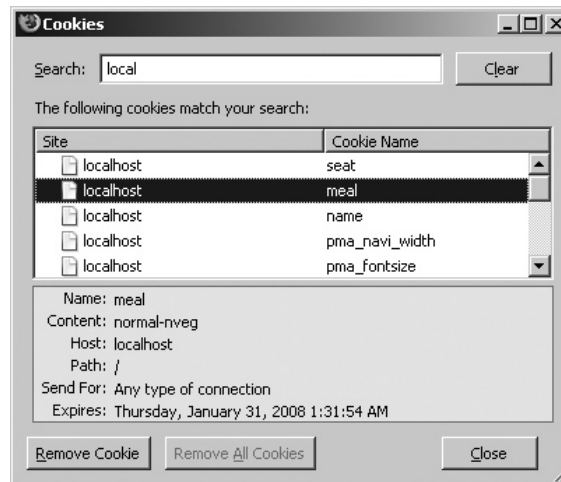 Cookies
Search: local Clear
The following cookies match your search:
Site Cookie Name
localhost seat
localhost meal
localhost name
localhost pma_navi_width
localhost pma_fontsize
Name: meal
Content: normal-nveg
Host: localhost
Path: /
Send For: Any type of connection
Expires: Thursday, January 31, 2008 1:31:54 AM
Remove Cookie Remove All Cookies Close